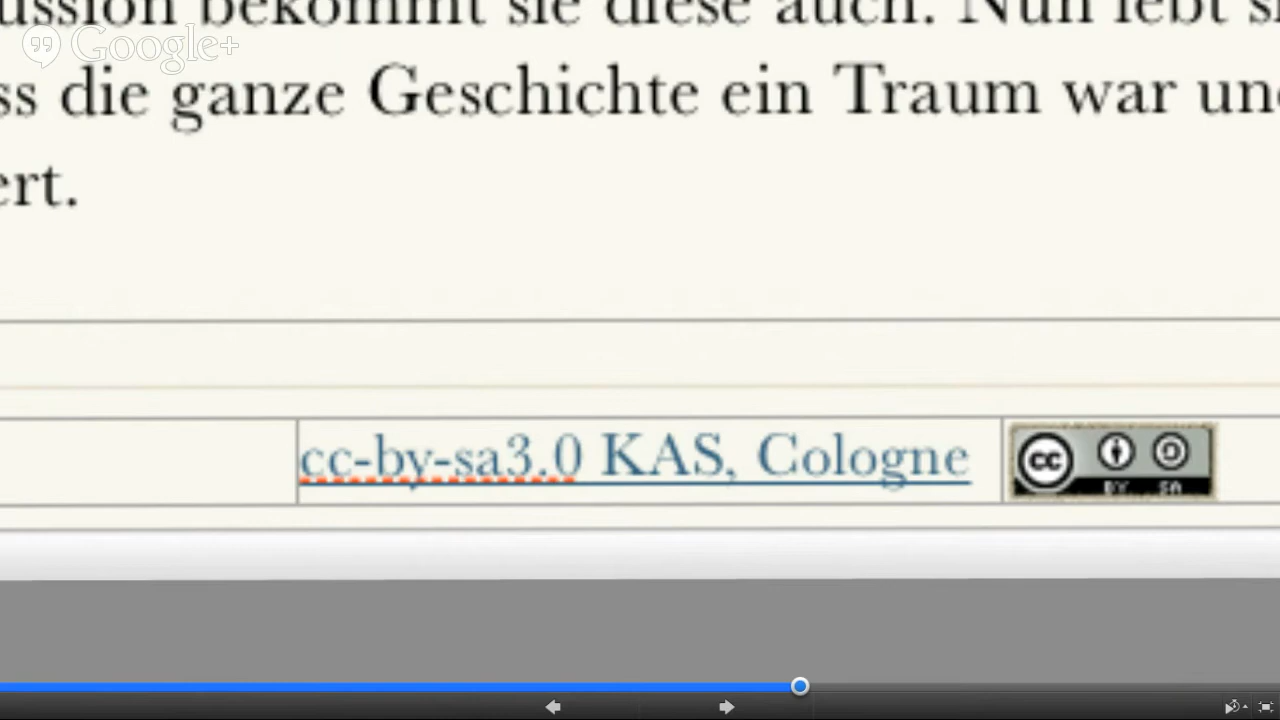 ussion bekommt sie diese auch. Nun lebt
Google+
ss die ganze Geschichte ein Traum war
ert.
cc-by-sa3.0 KAS, Cologne
cc
BY SA